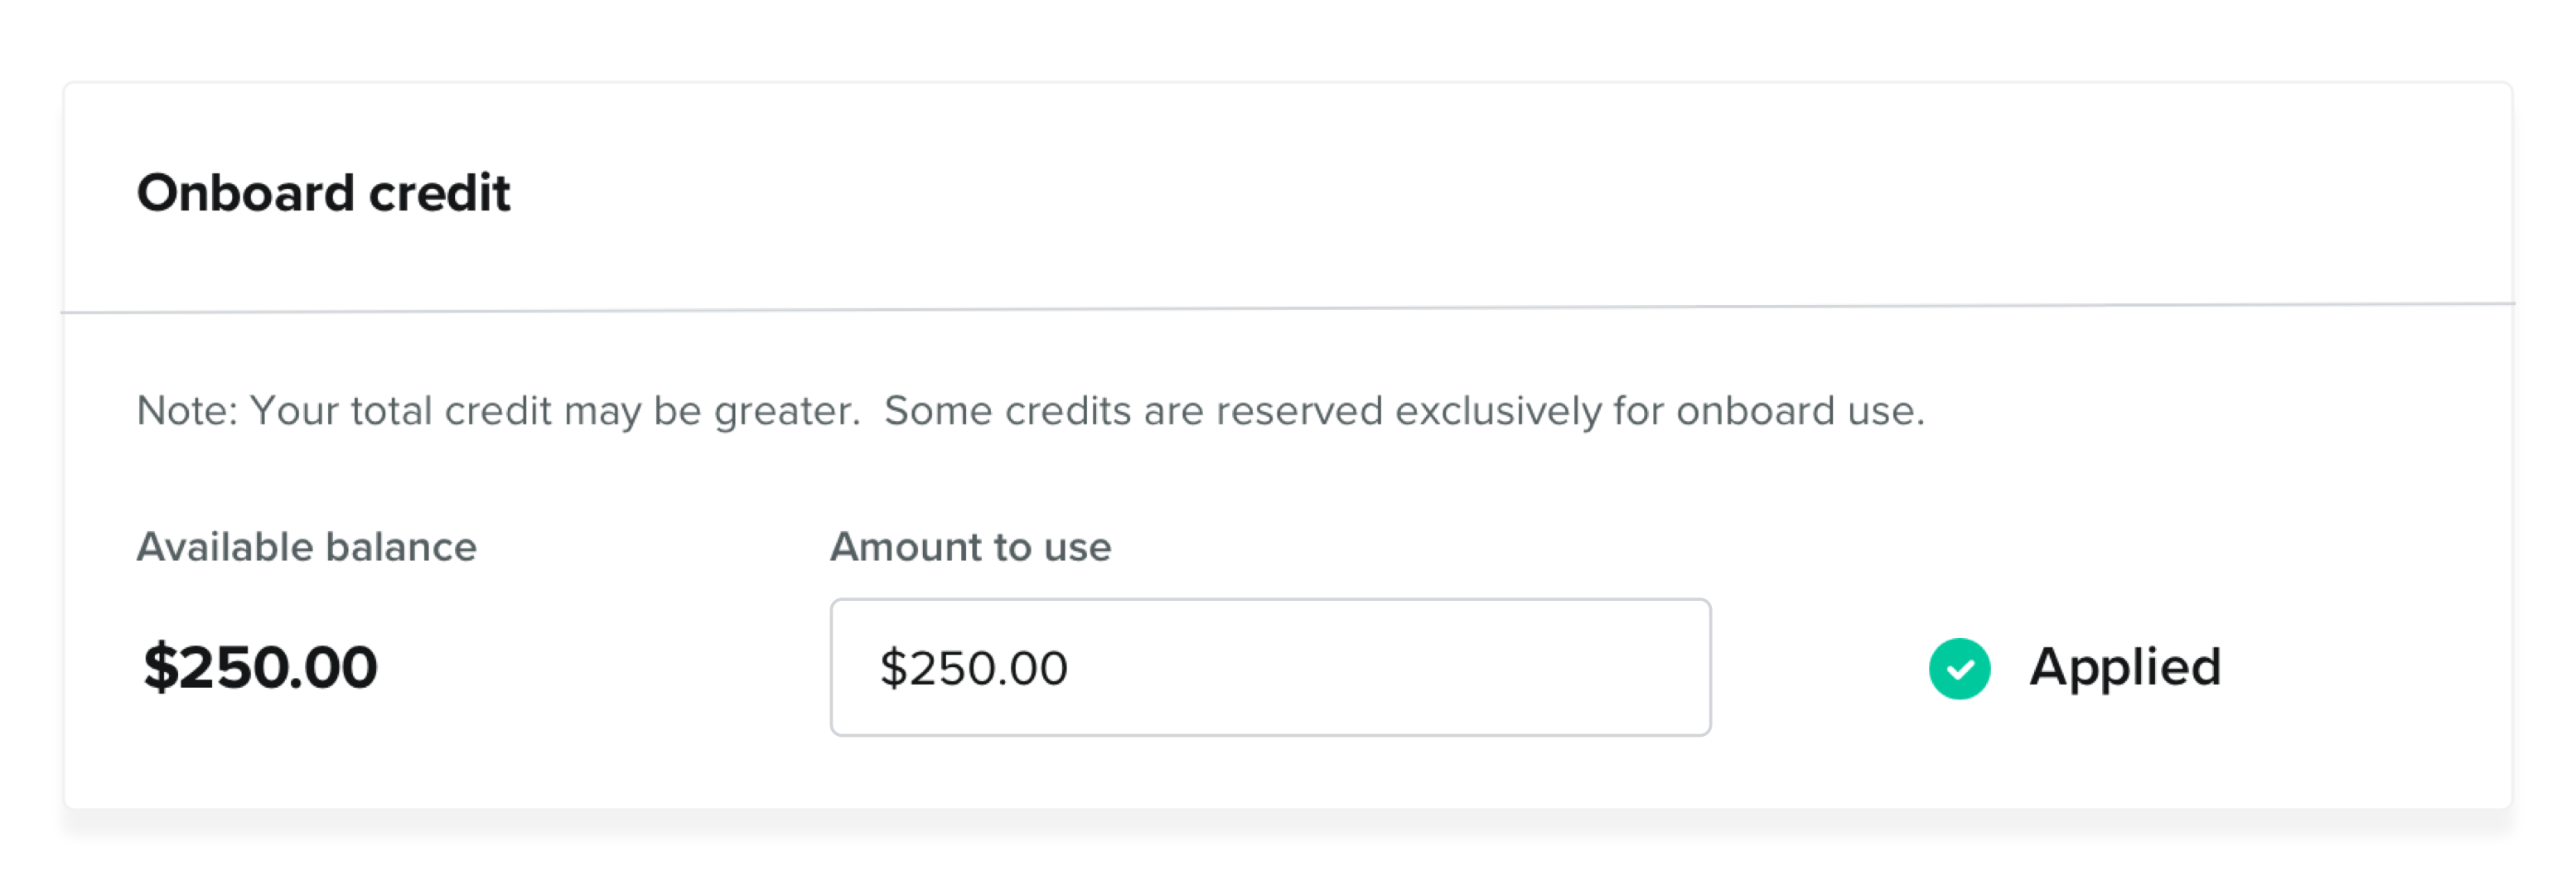 Onboard credit
Note: Your total credit may be greater.  Some credits are reserved exclusively for onboard use.
Available balance
Amount to use
$250.00
$250.00
Applied